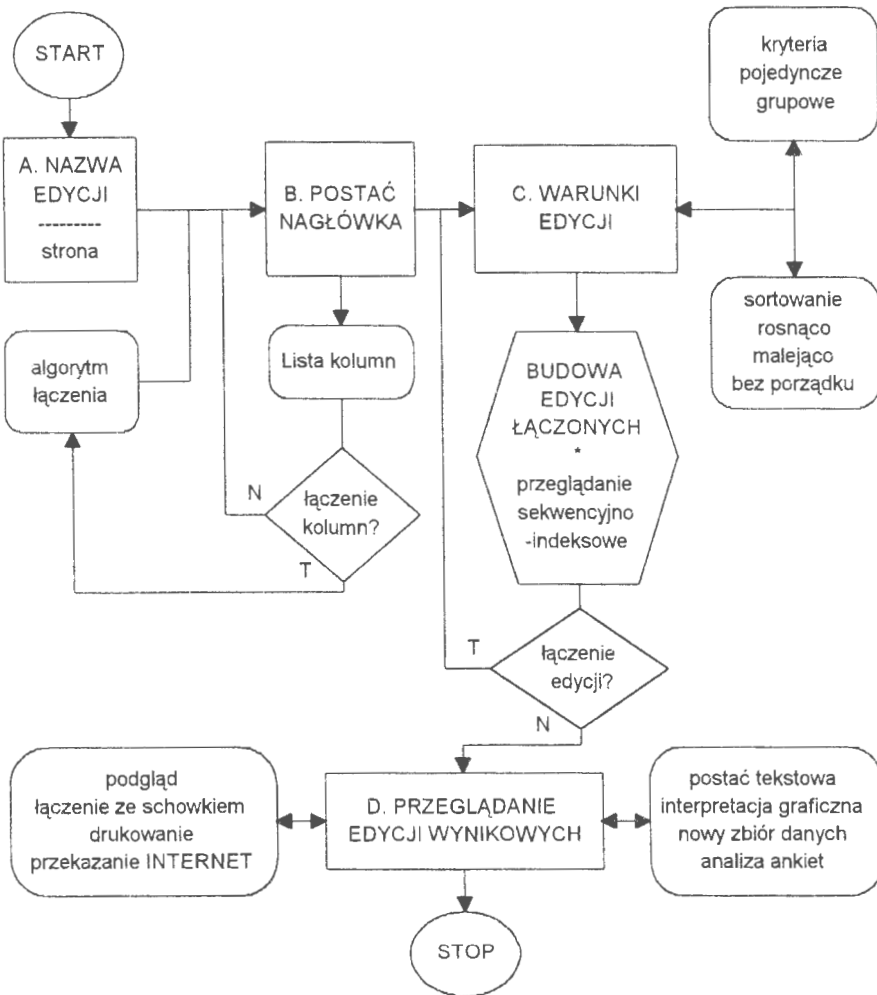 START
A. NAZWA
EDYCJI
----------
strona
B. POSTAĆ
NAGŁÓWKA
C. WARUNKI
EDYCJI
kryteria
pojedyncze
grupowe
sortowanie
rosnąco
malejąco
bez porządku
algorytm
łączenia
Lista kolumn
BUDOWA
EDYCJI
ŁĄCZONYCH
*
przeglądanie
sekwencyjno
-indeksowe
N
łączenie
kolumn?
T
T
łączenie
edycji?
N
podgląd
łączenie ze schowkiem
drukowanie
przekazanie INTERNET
D. PRZEGLĄDANIE
EDYCJI WYNIKOWYCH
postać tekstowa
interpretacja graficzna
nowy zbiór danych
analiza ankiet
STOP